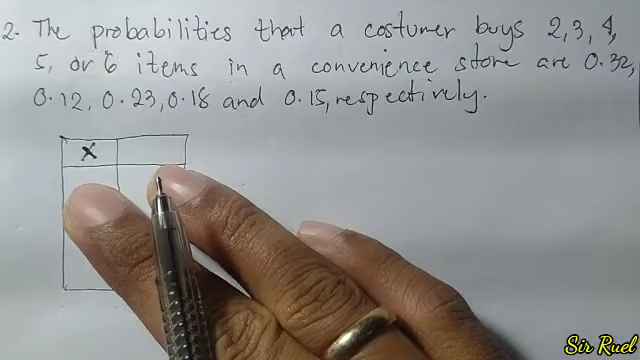 2. The probabilities that a costumer buys 2, 3, 4,
5, or 6 items in a convenience store are 0.32,
0.12, 0.23, 0.18 and 0.15, respectively.
X
Sir Ruel